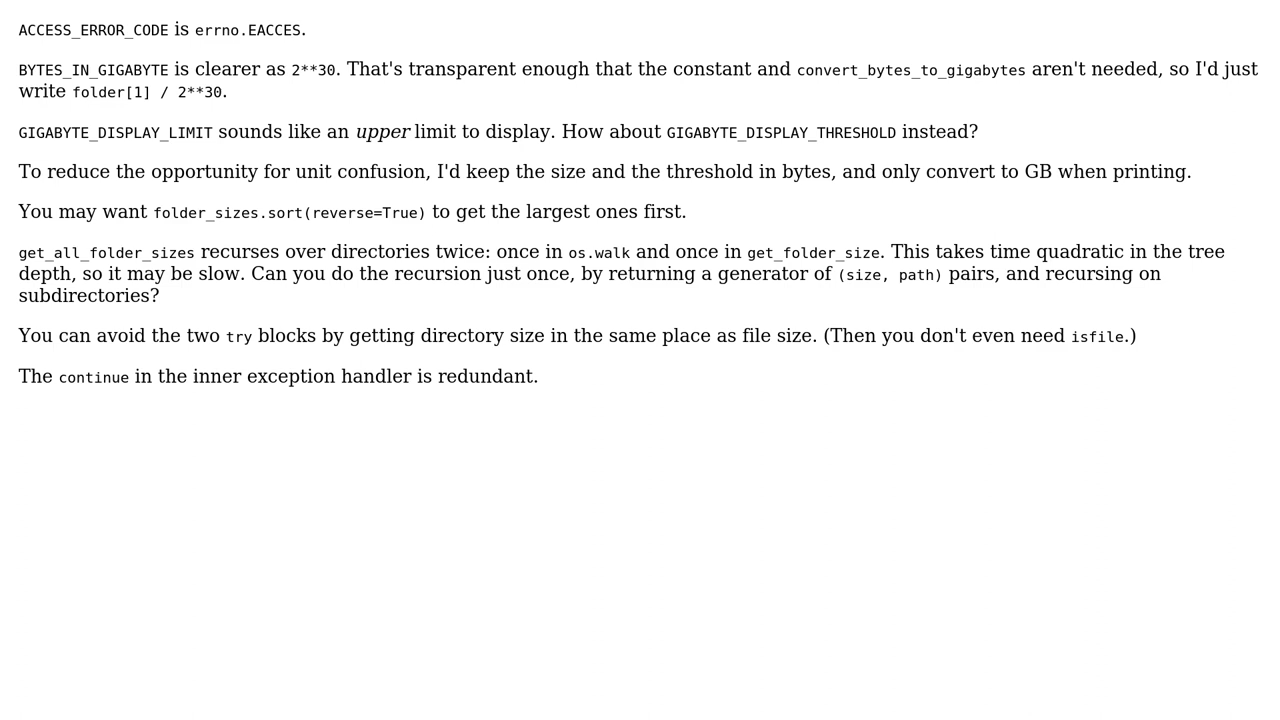 ACCESS_ERROR_CODE is errno.EACCES.
BYTES_IN_GIGABYTE is clearer as 2**30. That's transparent enough that the constant and convert_bytes_to_gigabytes aren't needed, so I'd just
write folder[1] / 2**30.
GIGABYTE_DISPLAY_LIMIT sounds like an upper limit to display. How about GIGABYTE_DISPLAY_THRESHOLD instead?
To reduce the opportunity for unit confusion, I'd keep the size and the threshold in bytes, and only convert to GB when printing.
You may want folder_sizes.sort(reverse=True) to get the largest ones first.
get_all_folder_sizes recurses over directories twice: once in os.walk and once in get_folder_size. This takes time quadratic in the tree
depth, so it may be slow. Can you do the recursion just once, by returning a generator of (size, path) pairs, and recursing on
subdirectories?
You can avoid the two try blocks by getting directory size in the same place as file size. (Then you don't even need isfile.)
The continue in the inner exception handler is redundant.